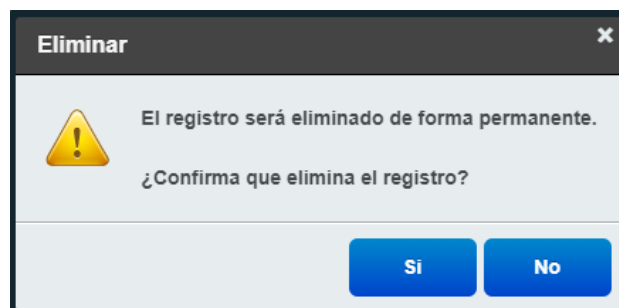 Eliminar
El registro será eliminado de forma permanente.
¿Confirma que elimina el registro?
Si No